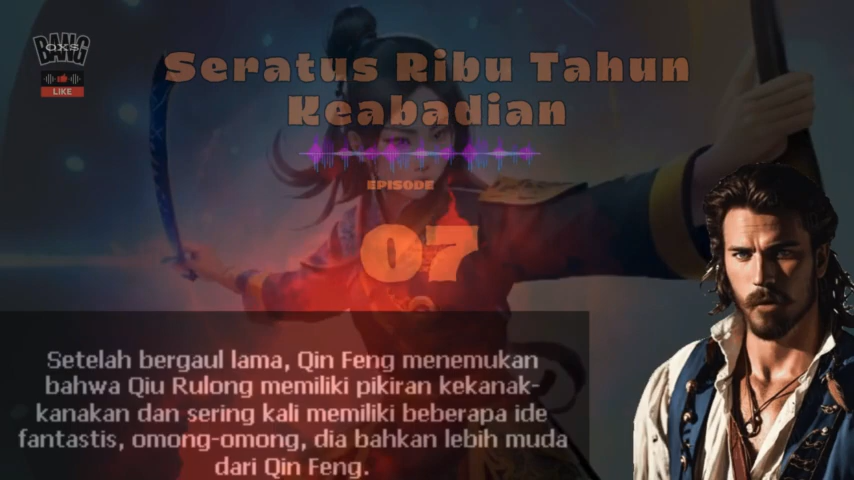 BANG
OXS
LIKE
Seratus Ribu Tahun
Keabadian
EPISODE
07
Setelah bergaul lama, Qin Feng menemukan
bahwa Qiu Rulong memiliki pikiran kekanak-
kanakan dan sering kali memiliki beberapa ide
fantastis, omong-omong, dia bahkan lebih muda
dari Qin Feng.